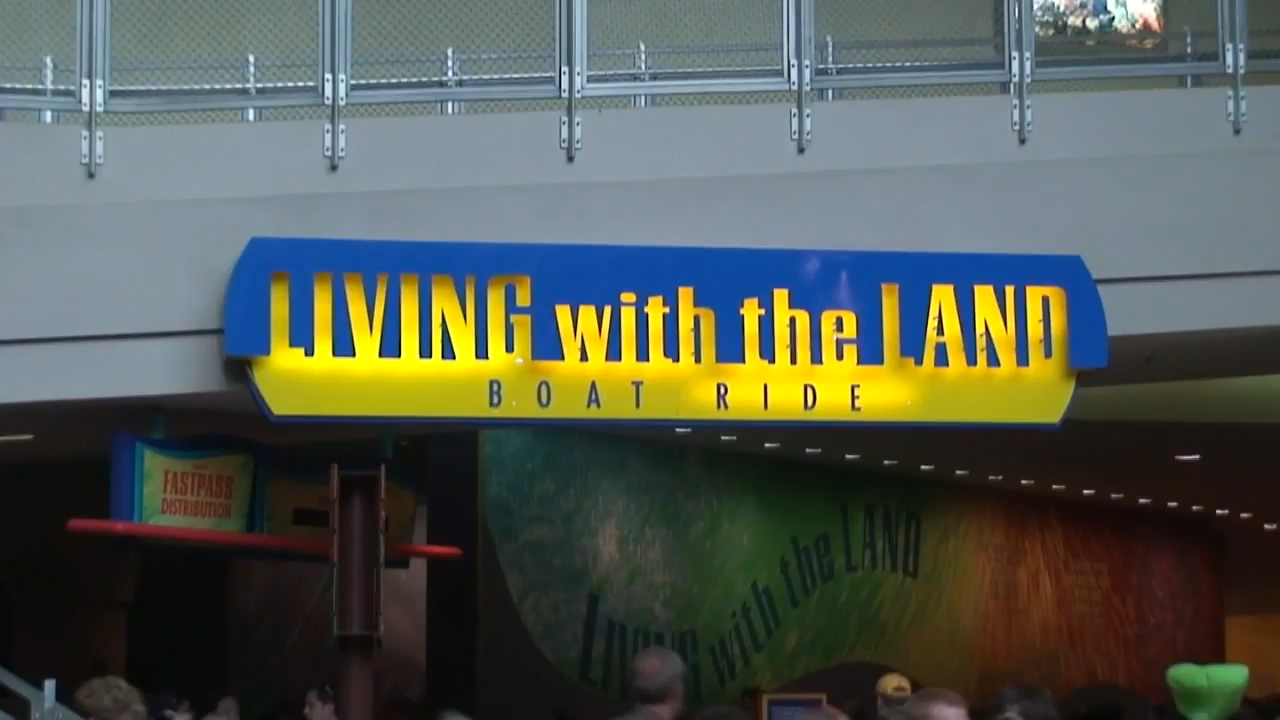 LIVING with the LAND
BOAT RIDE
FASTPASS
DISTRIBUTION
LIVING with the LAND